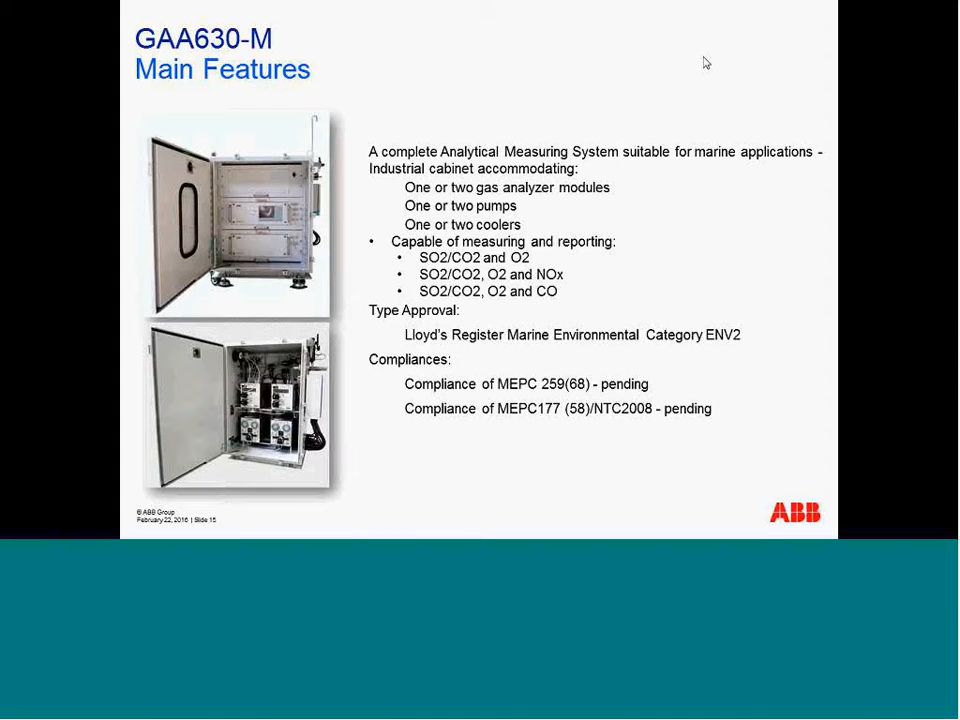 GAA630-M
Main Features
A complete Analytical Measuring System suitable for marine applications -
Industrial cabinet accommodating:
One or two gas analyzer modules
One or two pumps
One or two coolers
• Capable of measuring and reporting:
• SO2/CO2 and O2
• SO2/CO2, O2 and NOx
• SO2/CO2, O2 and CO
Type Approval:
Lloyd's Register Marine Environmental Category ENV2
Compliances:
Compliance of MEPC 259(68) - pending
Compliance of MEPC177 (58)/NTC2008 - pending
© ABB Group
February 22, 2016 | Slide 15
ABB